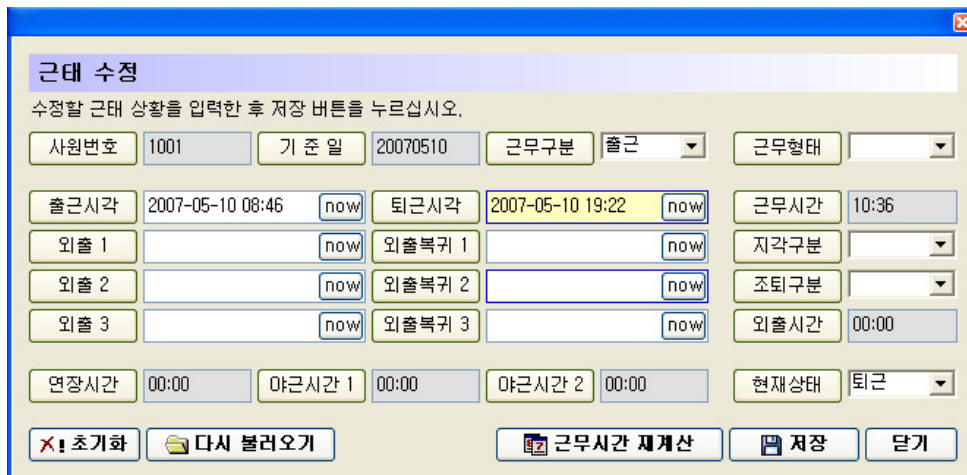 근태 수정
수정할 근태 상황을 입력한 후 저장 버튼을 누르십시오.
사원번호 1001 기 준 일 20070510 근무구분 출근 근무형태
출근시각 2007-05-10 08:46 now 퇴근시각 2007-05-10 19:22 now 근무시간 10:36
외출 1 now 외출복귀 1 now 지각구분
외출 2 now 외출복귀 2 now 조퇴구분
외출 3 now 외출복귀 3 now 외출시간 00:00
연장시간 00:00 야근시간 1 00:00 야근시간 2 00:00 현재상태 퇴근
초기화 다시 불러오기 근무시간 재계산 저장 닫기